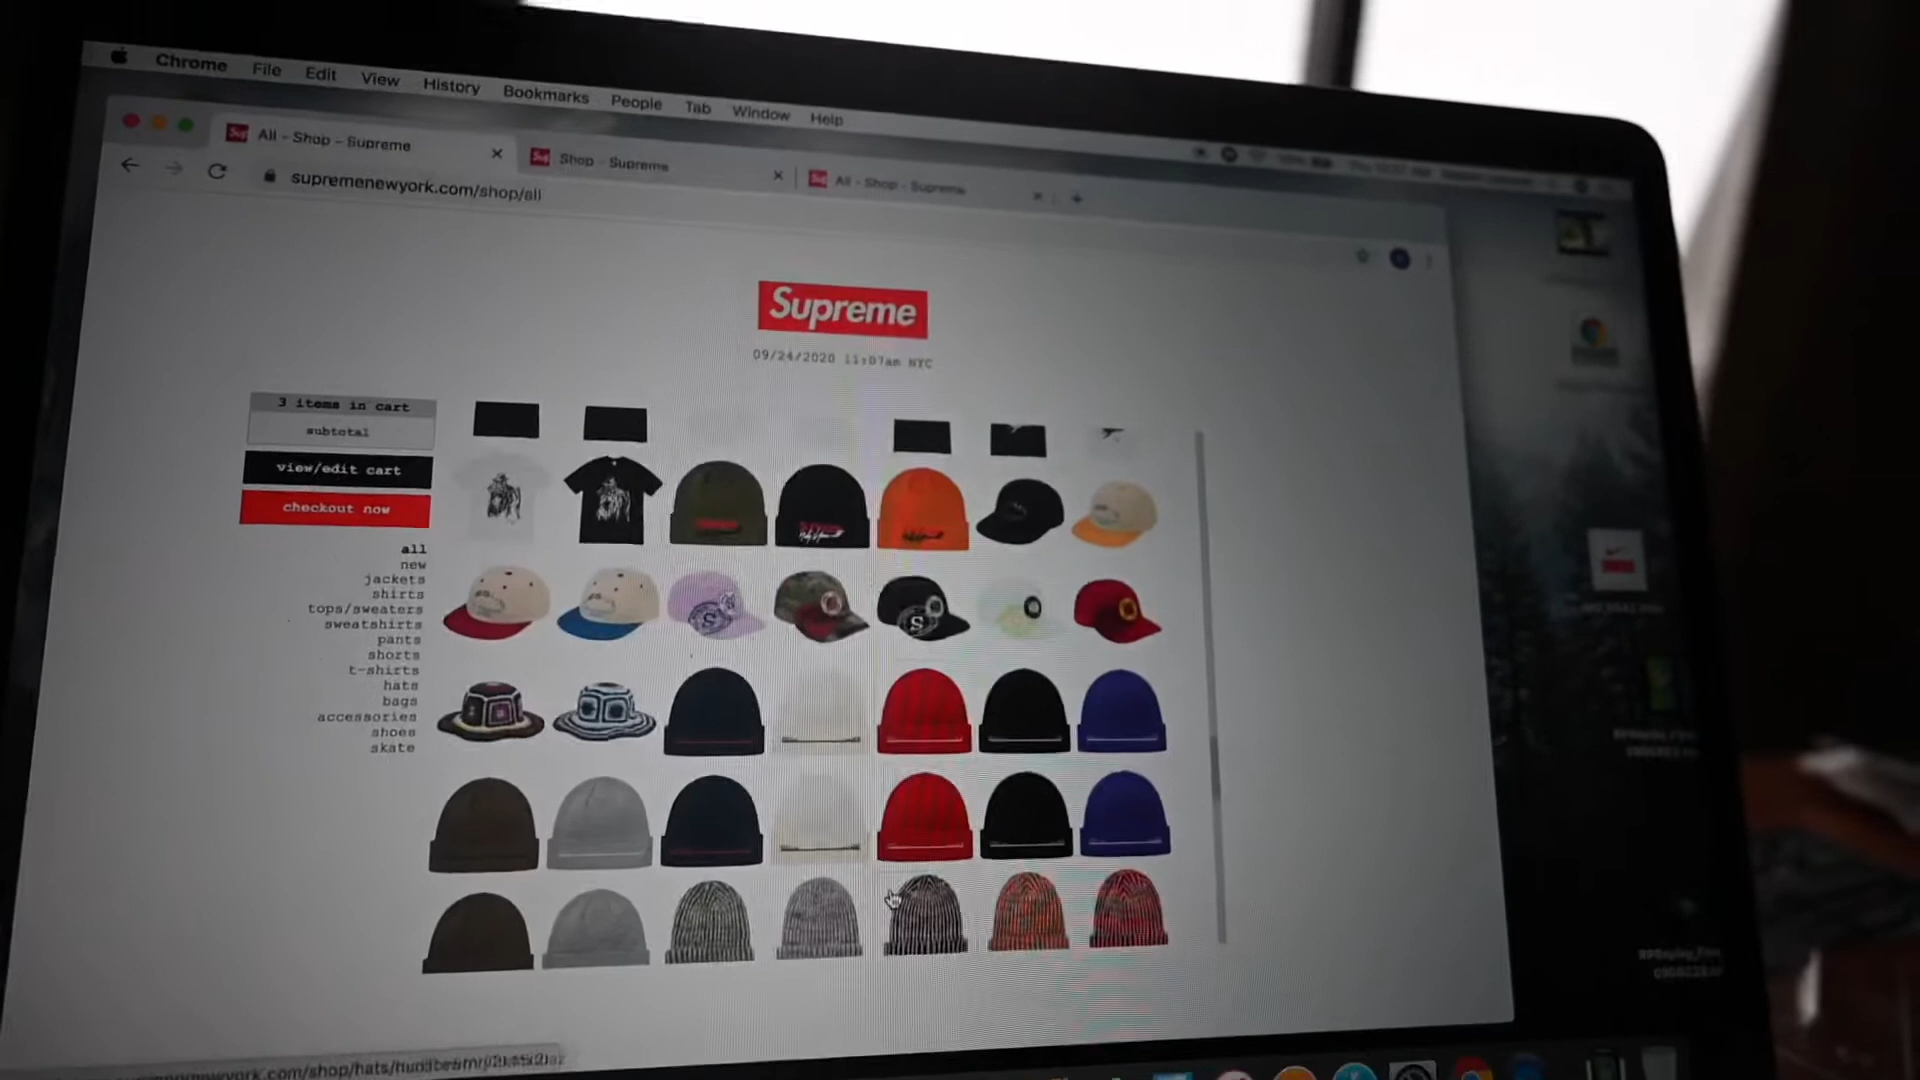 Chrome File Edit View History Bookmarks People Tab Window Help
All - Shop - Supreme
Shop - Supreme
All - Shop - Supreme
supremenewyork.com/shop/all
Supreme
09/24/2020 11:07am NYC
3 items in cart
subtotal
view/edit cart
checkout now
all
new
jackets
shirts
tops/sweaters
sweatshirts
pants
shorts
t-shirts
hats
bags
accessories
shoes
skate